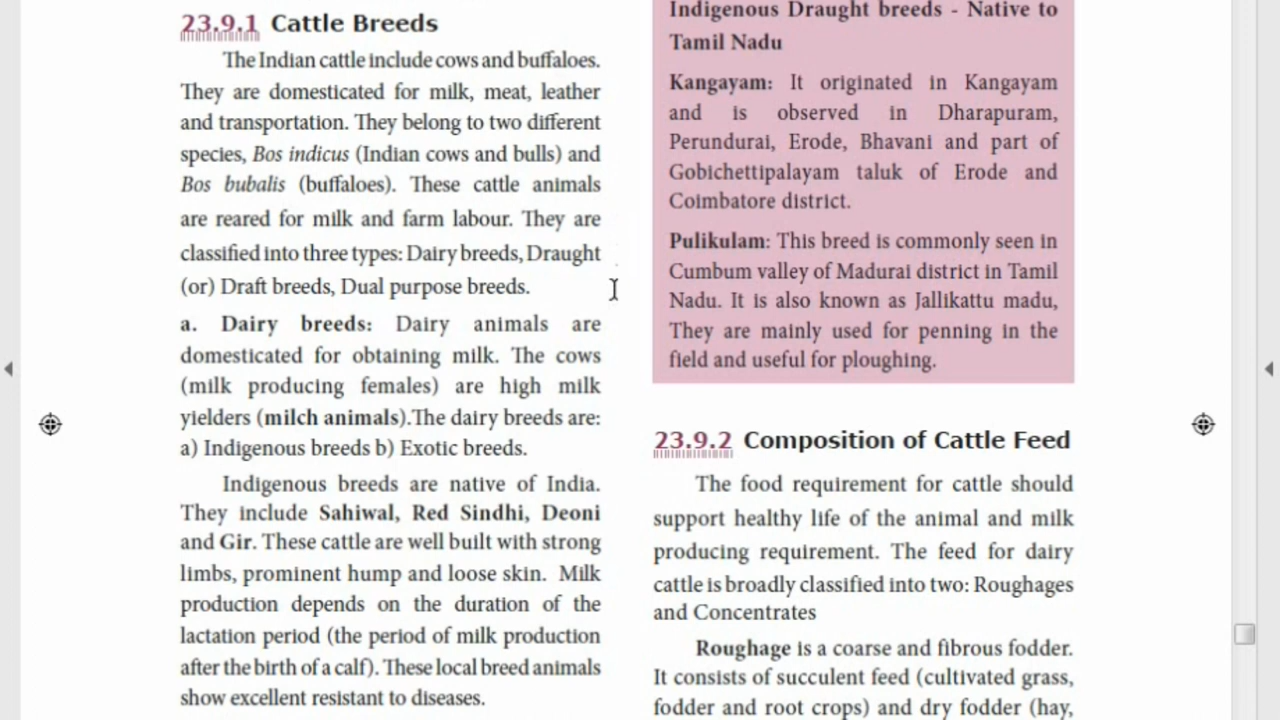 23.9.1 Cattle Breeds
The Indian cattle include cows and buffaloes.
They are domesticated for milk, meat, leather
and transportation. They belong to two different
species, Bos indicus (Indian cows and bulls) and
Bos bubalis (buffaloes). These cattle animals
are reared for milk and farm labour. They are
classified into three types: Dairy breeds, Draught
(or) Draft breeds, Dual purpose breeds.
a. Dairy breeds: Dairy animals are
domesticated for obtaining milk. The cows
(milk producing females) are high milk
yielders (milch animals).The dairy breeds are:
a) Indigenous breeds b) Exotic breeds.
Indigenous breeds are native of India.
They include Sahiwal, Red Sindhi, Deoni
and Gir. These cattle are well built with strong
limbs, prominent hump and loose skin. Milk
production depends on the duration of the
lactation period (the period of milk production
after the birth of a calf). These local breed animals
show excellent resistant to diseases.
Indigenous Draught breeds - Native to
Tamil Nadu
Kangayam: It originated in Kangayam
and is observed in Dharapuram,
Perundurai, Erode, Bhavani and part of
Gobichettipalayam taluk of Erode and
Coimbatore district.
Pulikulam: This breed is commonly seen in
Cumbum valley of Madurai district in Tamil
Nadu. It is also known as Jallikattu madu,
They are mainly used for penning in the
field and useful for ploughing.
23.9.2 Composition of Cattle Feed
The food requirement for cattle should
support healthy life of the animal and milk
producing requirement. The feed for dairy
cattle is broadly classified into two: Roughages
and Concentrates
Roughage is a coarse and fibrous fodder.
It consists of succulent feed (cultivated grass,
fodder and root crops) and dry fodder (hay,